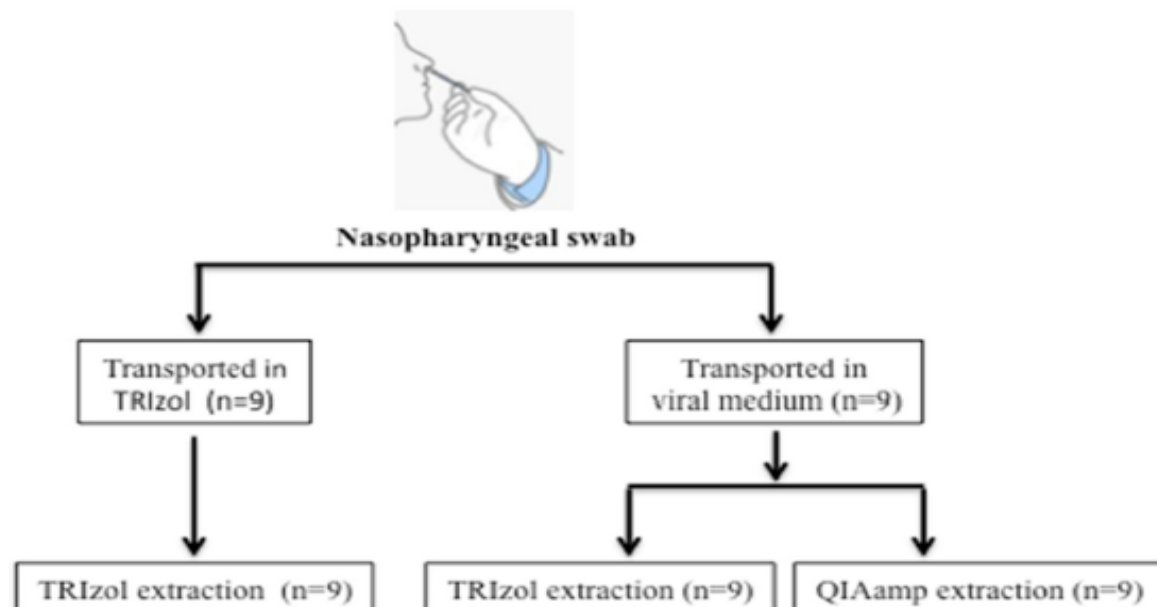 Nasopharyngeal swab
Transported in
TRIzol (n=9)
Transported in
viral medium (n=9)
TRIzol extraction (n=9)
TRIzol extraction (n=9)
QIAamp extraction (n=9)